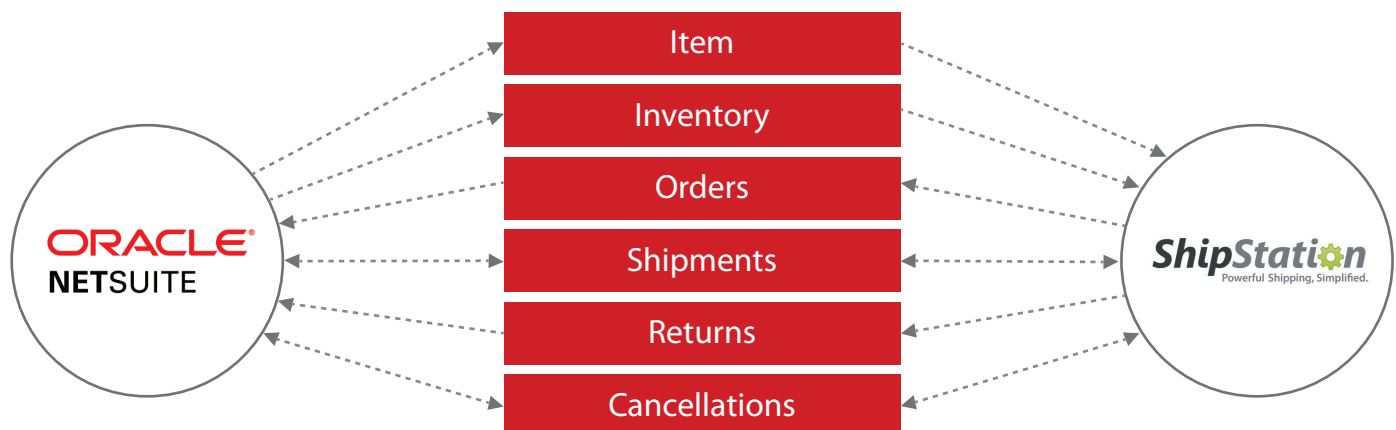 Item
Inventory
Orders
Shipments
Returns
Cancellations
ORACLE®
NETSUITE
ShipStation
Powerful Shipping, Simplified.